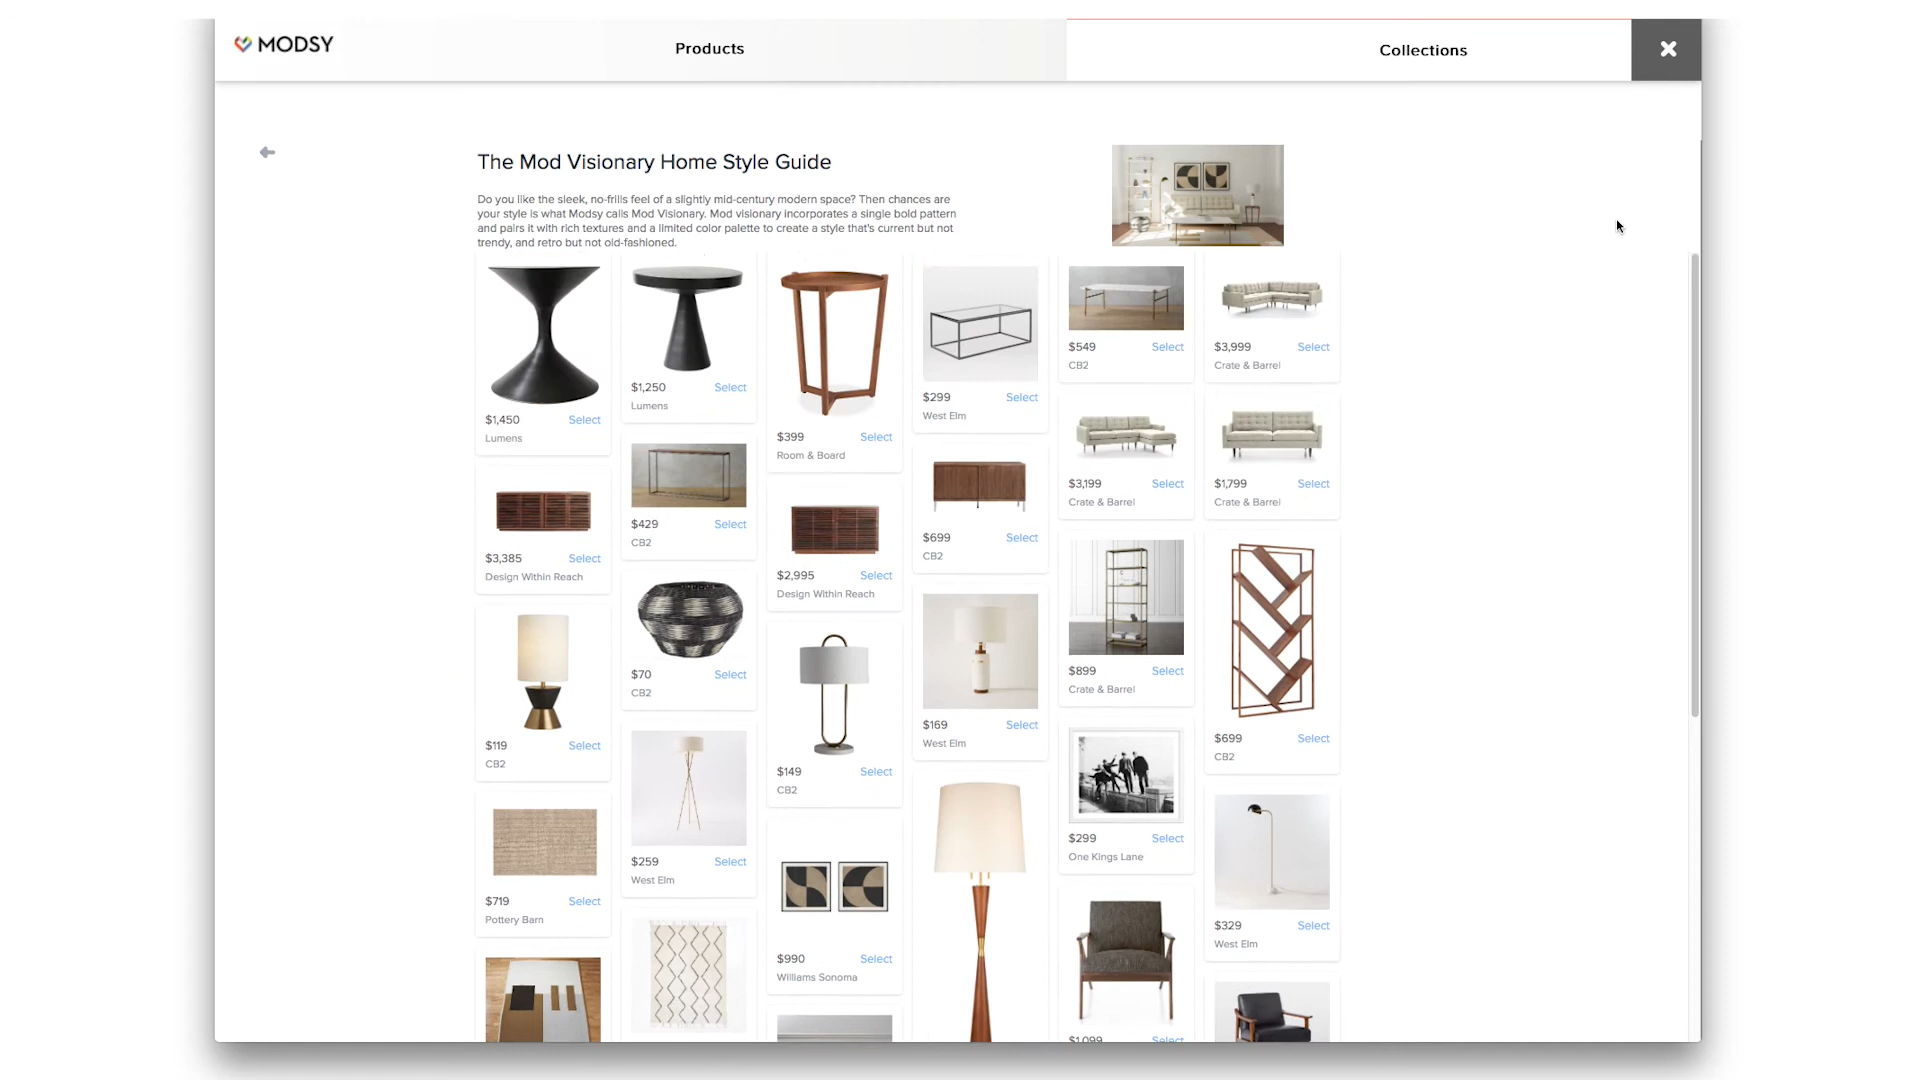 MODSY
Products
Collections
The Mod Visionary Home Style Guide
Do you like the sleek, no-frills feel of a slightly mid-century modern space? Then chances are
your style is what Modsy calls Mod Visionary. Mod visionary incorporates a single bold pattern
and pairs it with rich textures and a limited color palette to create a style that's current but not
trendy, and retro but not old-fashioned.
$1,450 Select
Lumens
$3,385 Select
Design Within Reach
$119 Select
CB2
$719 Select
Pottery Barn
$1,250 Select
Lumens
$429 Select
CB2
$70 Select
CB2
$259 Select
West Elm
$399 Select
Room & Board
$2,995 Select
Design Within Reach
$149 Select
CB2
$990 Select
Williams Sonoma
$299 Select
West Elm
$699 Select
CB2
$169 Select
West Elm
$549 Select
CB2
$3,199 Select
Crate & Barrel
$899 Select
Crate & Barrel
$299 Select
One Kings Lane
$1,099 Select
$3,999 Select
Crate & Barrel
$1,799 Select
Crate & Barrel
$699 Select
CB2
$329 Select
West Elm